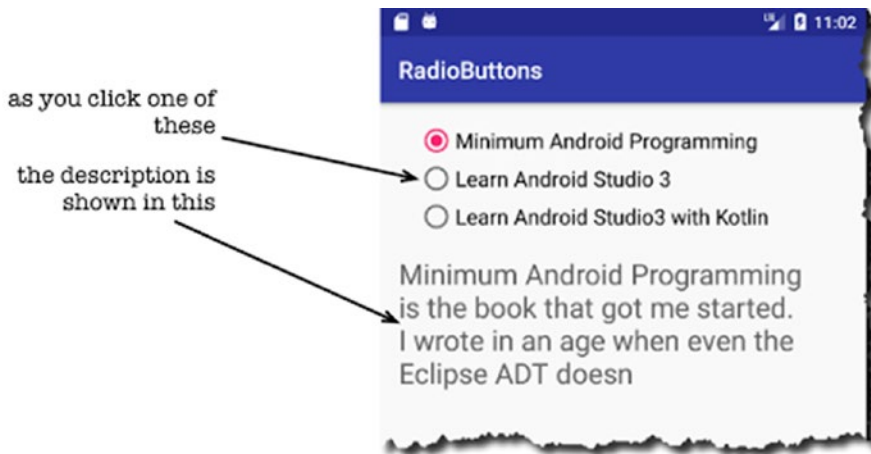 11:02
RadioButtons
as you click one of
these
Minimum Android Programming
Learn Android Studio 3
the description is
shown in this
Learn Android Studio3 with Kotlin
Minimum Android Programming
is the book that got me started.
I wrote in an age when even the
Eclipse ADT doesn